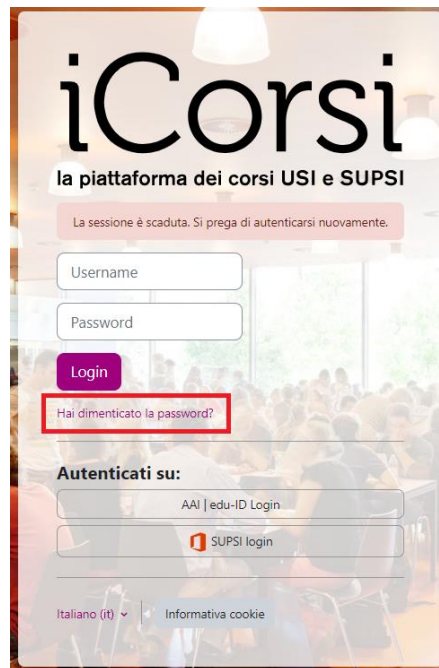 iCorsi
la piattaforma dei corsi USI e SUPSI
La sessione è scaduta. Si prega di autenticarsi nuovamente.
Username
Password
Login
Hai dimenticato la password?
Autenticati su:
AAI | edu-ID Login
SUPSI login
Italiano (it)
Informativa cookie